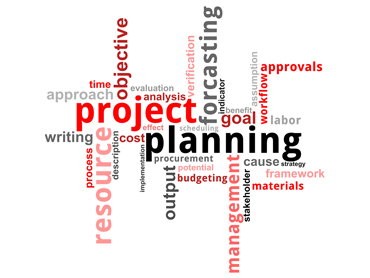 objective
forcasting
verification
assumption
time
evaluation
approach
analysis
indicator
workflow
approvals
project
benefit
goal
labor
writing
resource
description
cost
effect
scheduling
planning
process
implementation
procurement
cause
strategy
output
potential
budgeting
management
stakeholder
framework
materials